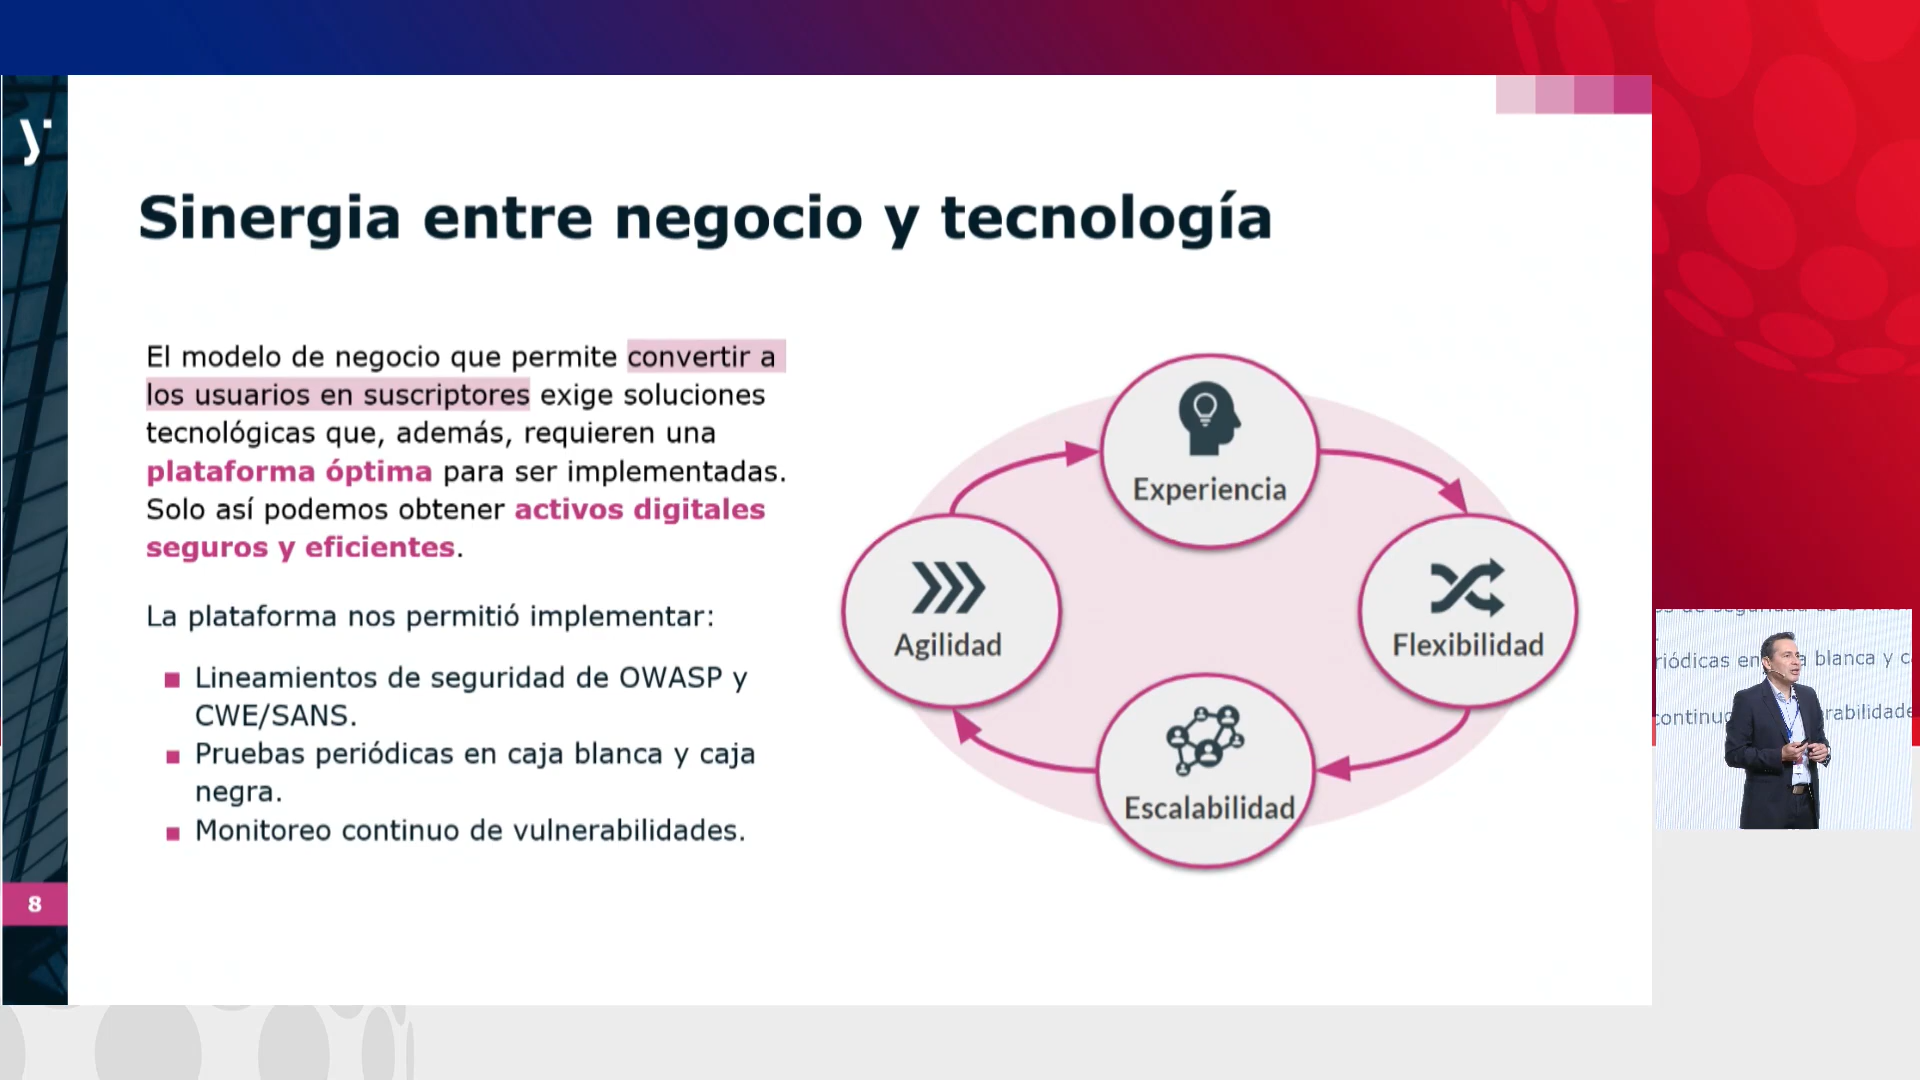 Sinergia entre negocio y tecnología
El modelo de negocio que permite convertir a
los usuarios en suscriptores exige soluciones
tecnológicas que, además, requieren una
plataforma óptima para ser implementadas.
Solo así podemos obtener activos digitales
seguros y eficientes.
La plataforma nos permitió implementar:
Lineamientos de seguridad de OWASP y
CWE/SANS.
Pruebas periódicas en caja blanca y caja
negra.
Monitoreo continuo de vulnerabilidades.
Experiencia
Agilidad
Flexibilidad
Escalabilidad
8
blanca y